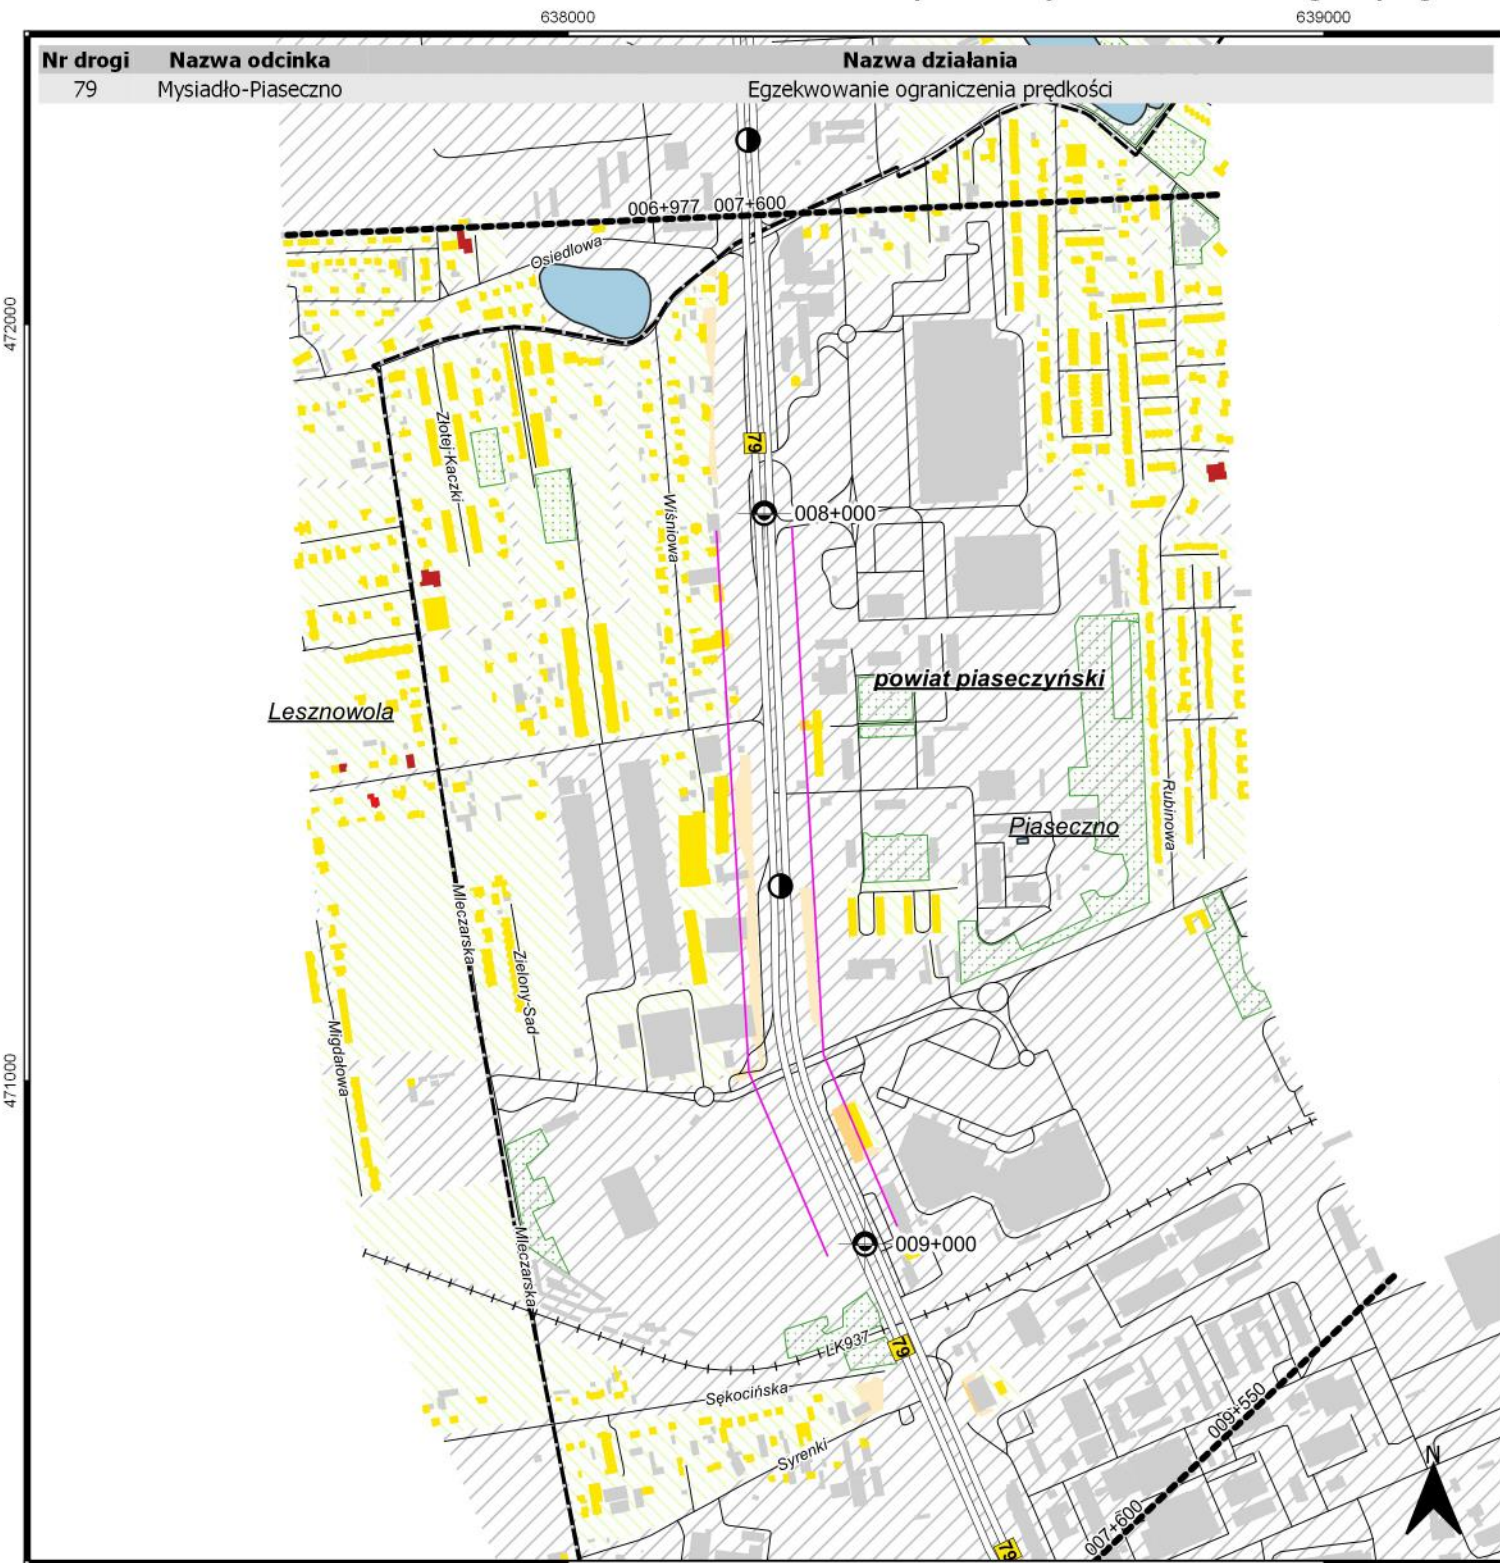 638000 639000
Nr drogi Nazwa odcinka Nazwa działania
79 Mysiadło-Piaseczno Egzekwowanie ograniczenia prędkości
006+977 007+600
Osiedlowa
472000
Złotej-Kaczki
79
Wiśniowa
008+000
powiat piaseczyński
Lesznowola
Rubinowa
Piaseczno
Mleczarska
Zielony-Sad
Migdałowa
471000
Mleczarska
009+000
LK937
79
Sękocińska
009+550
Syrenki
N
007+600
79